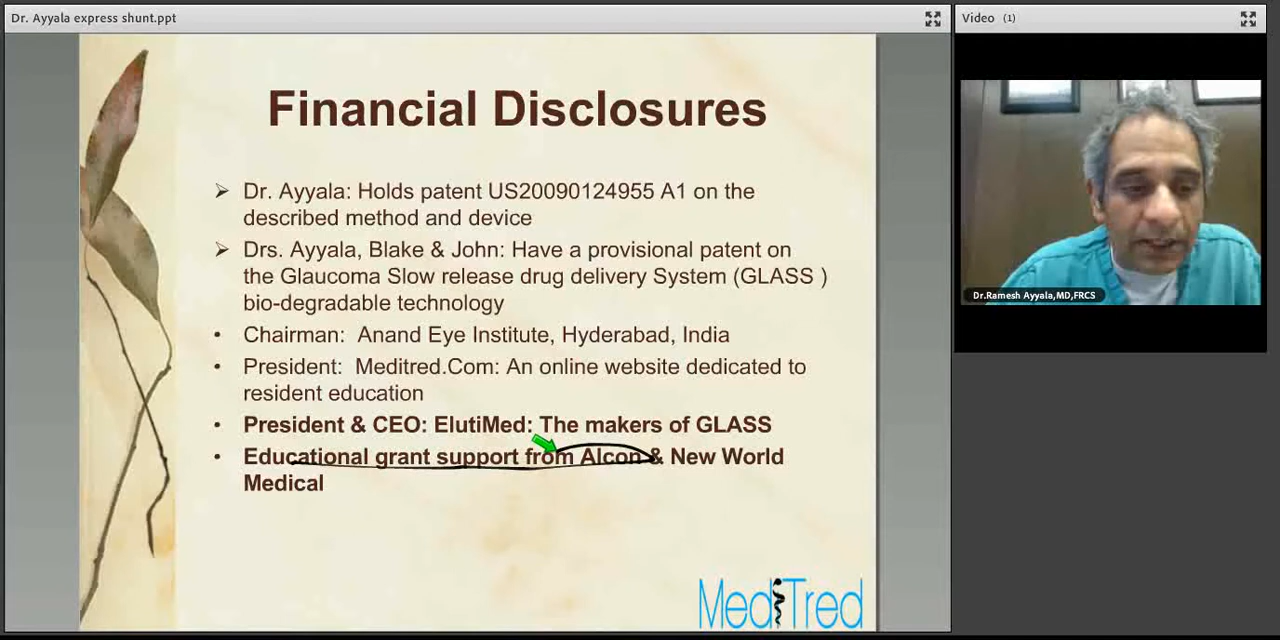 Dr. Ayyala express shunt.ppt
Video (1)
Financial Disclosures
Dr. Ayyala: Holds patent US20090124955 A1 on the
described method and device
Drs. Ayyala, Blake & John: Have a provisional patent on
the Glaucoma Slow release drug delivery System (GLASS )
bio-degradable technology
• Chairman: Anand Eye Institute, Hyderabad, India
• President: Meditred.Com: An online website dedicated to
resident education
• President & CEO: ElutiMed: The makers of GLASS
• Educational grant support from Alcon & New World
Medical
MediTred
Dr.Ramesh Ayyala,MD,FRCS